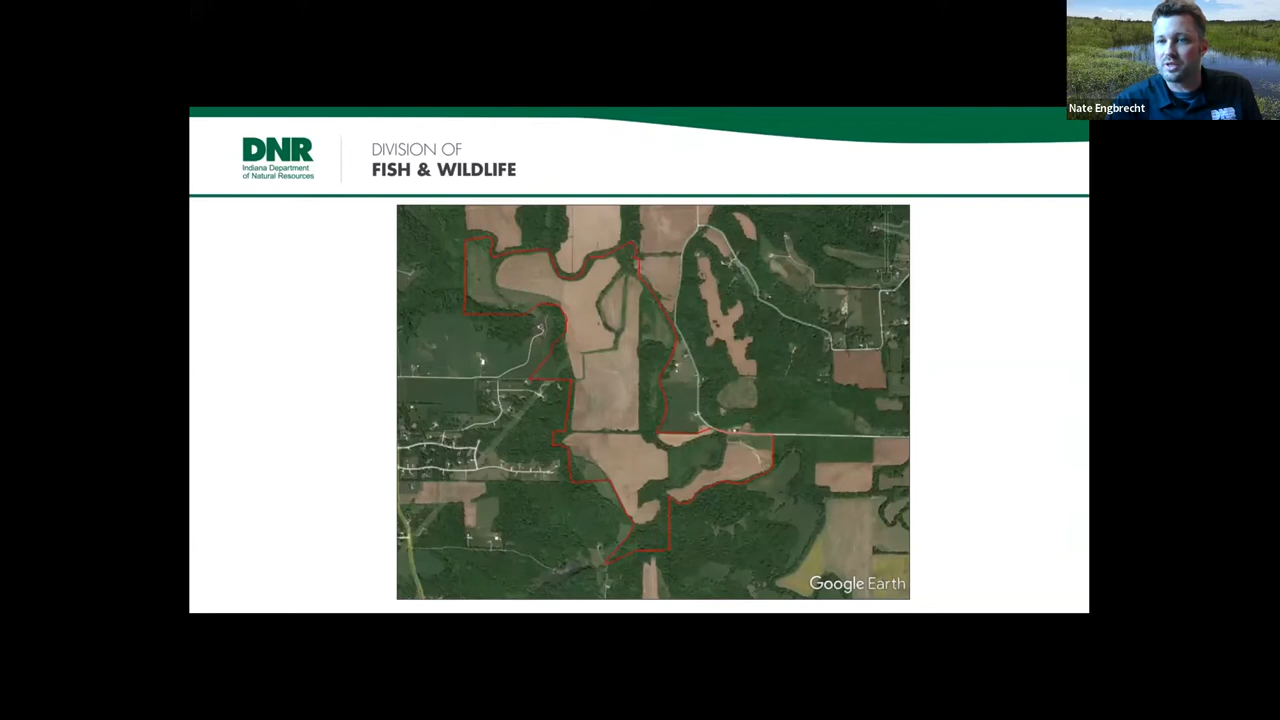 Nate Engbrecht
DNR
Indiana Department
of Natural Resources
DIVISION OF
FISH & WILDLIFE
Google Earth